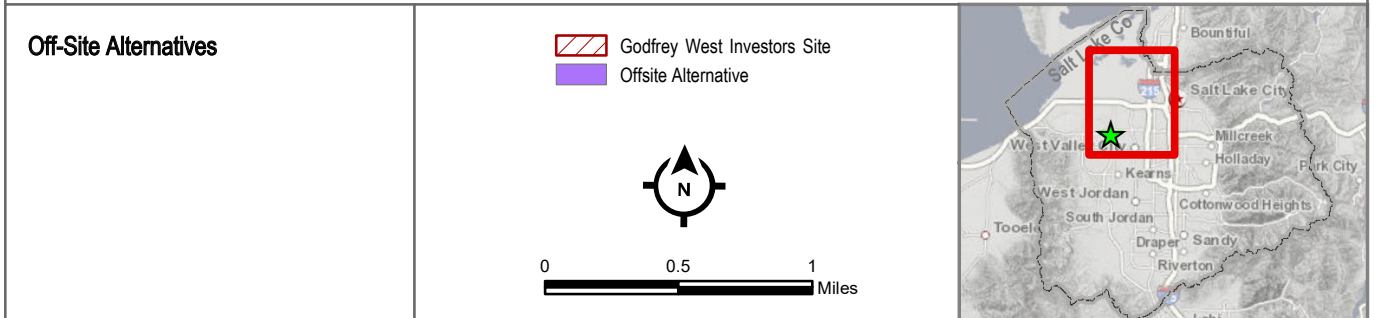 Off-Site Alternatives
Godfrey West Investors Site
Offsite Alternative
N
0
0.5
1
Miles
Salt Lake Co
Bountiful
215
Salt Lake City
Millcreek
West Valley City
Holladay
Park City
Kearns
West Jordan
Cottonwood Heights
South Jordan
Tooele
Draper
Sandy
Riverton
Lehi